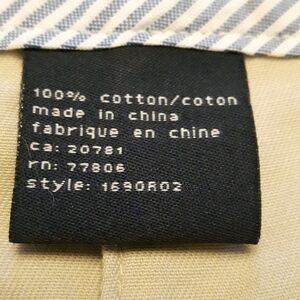 100% cotton/coton
made in china
fabrique en chine
ca: 20781
rn: 77806
style: 1690R02